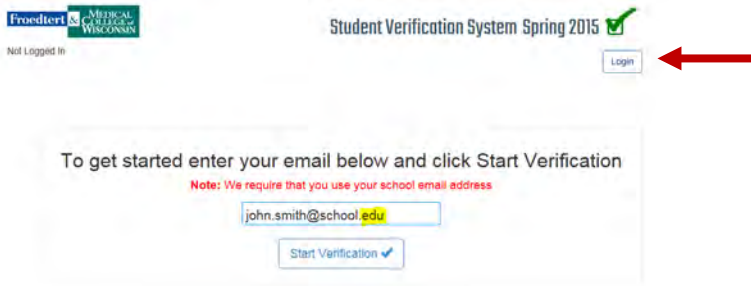 Froedtert & MEDICAL COLLEGE of WISCONSIN
Student Verification System Spring 2015
Not Logged In
Login
To get started enter your email below and click Start Verification
Note: We require that you use your school email address
john.smith@school.edu
Start Verification